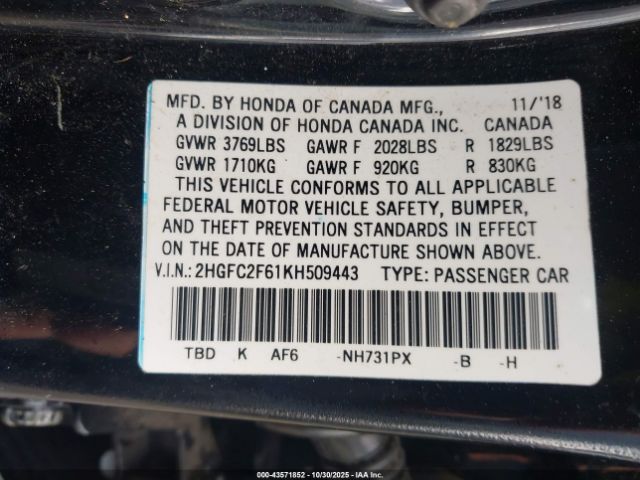 MFD. BY HONDA OF CANADA MFG., 11/'18
A DIVISION OF HONDA CANADA INC. CANADA
GVWR 3769LBS GAWR F 2028LBS R 1829LBS
GVWR 1710KG GAWR F 920KG R 830KG
THIS VEHICLE CONFORMS TO ALL APPLICABLE
FEDERAL MOTOR VEHICLE SAFETY, BUMPER,
AND THEFT PREVENTION STANDARDS IN EFFECT
ON THE DATE OF MANUFACTURE SHOWN ABOVE.
V.I.N.: 2HGFC2F61KH509443 TYPE: PASSENGER CAR
TBD K AF6 -NH731PX -B -H
000-43571852 | 10/30/2025 | IAA Inc.